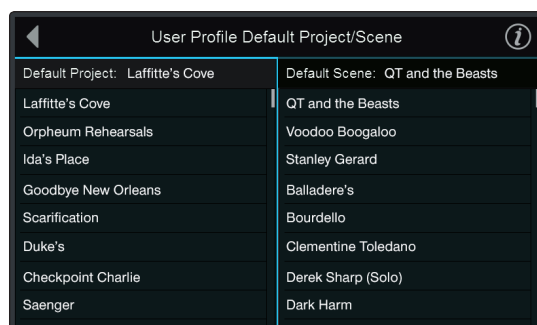 User Profile Default Project/Scene
Default Project: Laffitte's Cove
Default Scene: QT and the Beasts
Laffitte's Cove
QT and the Beasts
Orpheum Rehearsals
Voodoo Boogaloo
Ida's Place
Stanley Gerard
Goodbye New Orleans
Balladere's
Scarification
Bourdello
Duke's
Clementine Toledano
Checkpoint Charlie
Derek Sharp (Solo)
Saenger
Dark Harm